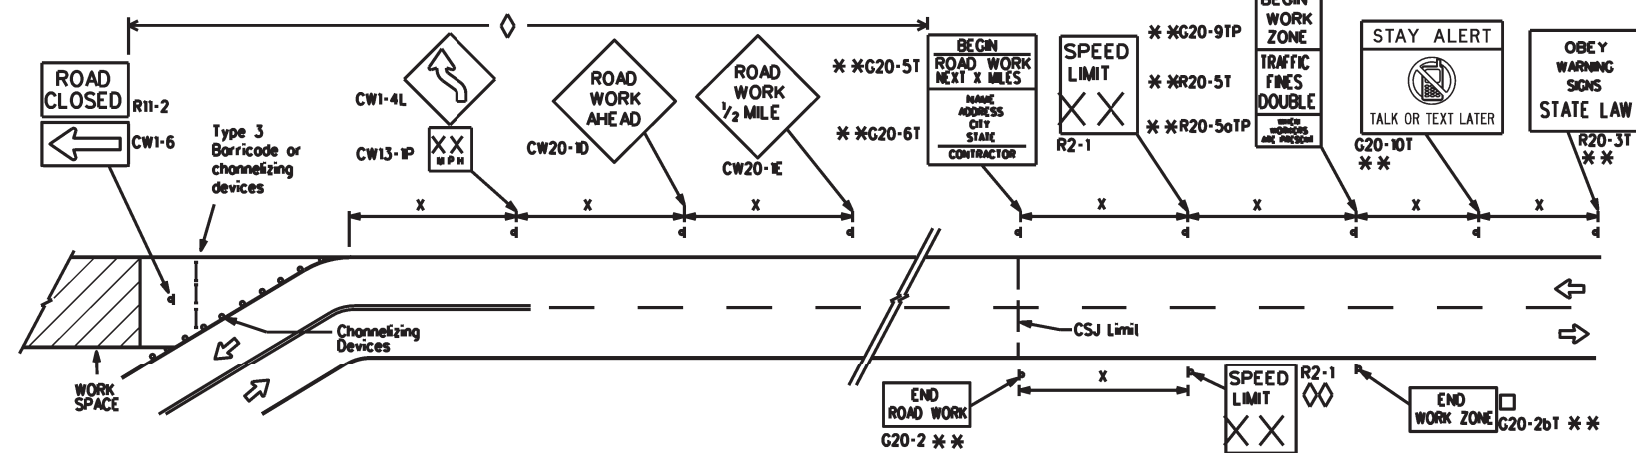 ROAD
CLOSED
R11-2
CW1-6
Type 3
Barricade or
channelizing
devices
WORK
SPACE
Channelizing
Devices
CW1-4L
XX
MPH
CW13-1P
X
ROAD
WORK
AHEAD
CW20-1D
X
ROAD
WORK
1/2 MILE
CW20-1E
X
* *G20-5T
* *G20-6T
BEGIN
ROAD WORK
NEXT X MILES
NAME
ADDRESS
CITY
STATE
CONTRACTOR
SPEED
LIMIT
X X
R2-1
X
* *G20-9TP
* *R20-5T
* *R20-5aTP
BEGIN
WORK
ZONE
TRAFFIC
FINES
DOUBLE
WHEN
WORKERS
ARE PRESENT
X
STAY ALERT
TALK OR TEXT LATER
G20-10T
* *
X
OBEY
WARNING
SIGNS
STATE LAW
R20-3T
* *
X
CSJ Limit
END
ROAD WORK
G20-2 * *
X
SPEED
LIMIT
X X
R2-1
END
WORK ZONE
G20-2bT * *